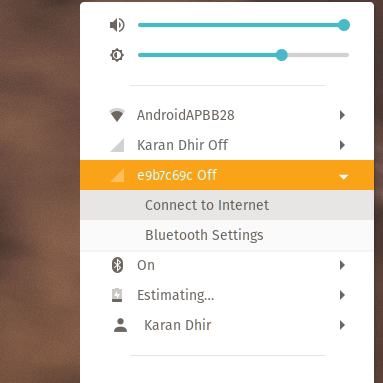 AndroidAPBB28
Karan Dhir Off
e9b7c69c Off
Connect to Internet
Bluetooth Settings
On
Estimating...
Karan Dhir